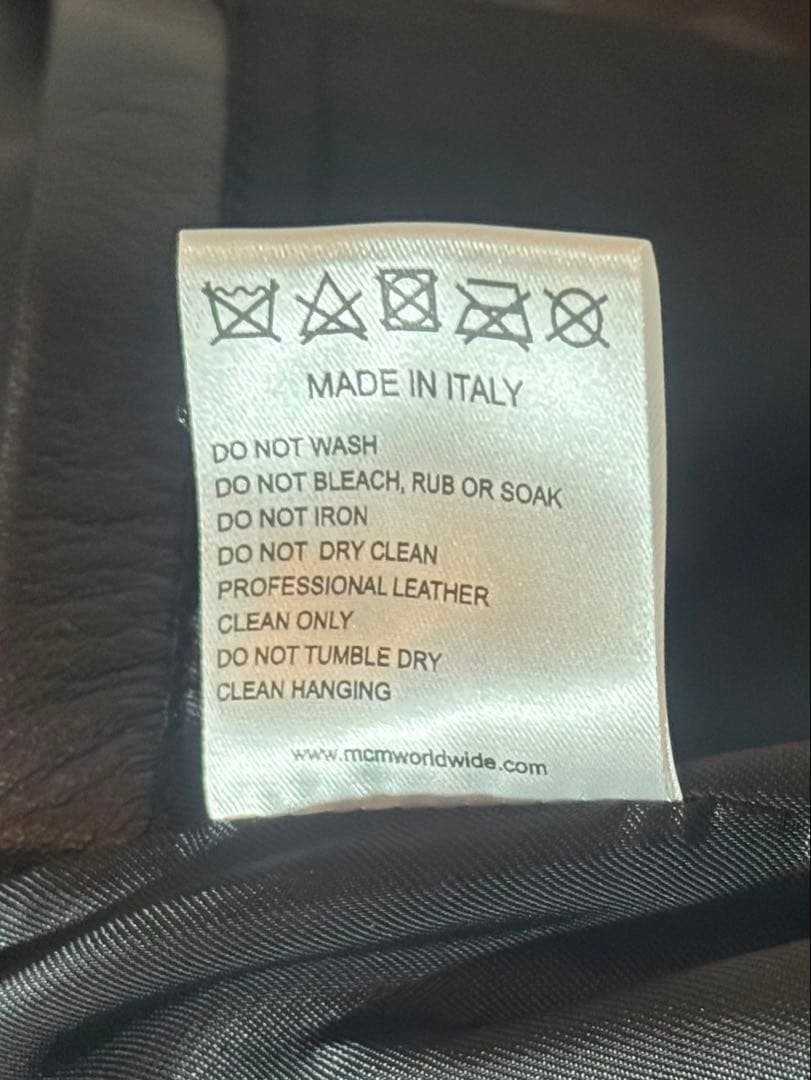 MADE IN ITALY
DO NOT WASH
DO NOT BLEACH, RUB OR SOAK
DO NOT IRON
DO NOT DRY CLEAN
PROFESSIONAL LEATHER
CLEAN ONLY
DO NOT TUMBLE DRY
CLEAN HANGING
www.mcmworldwide.com